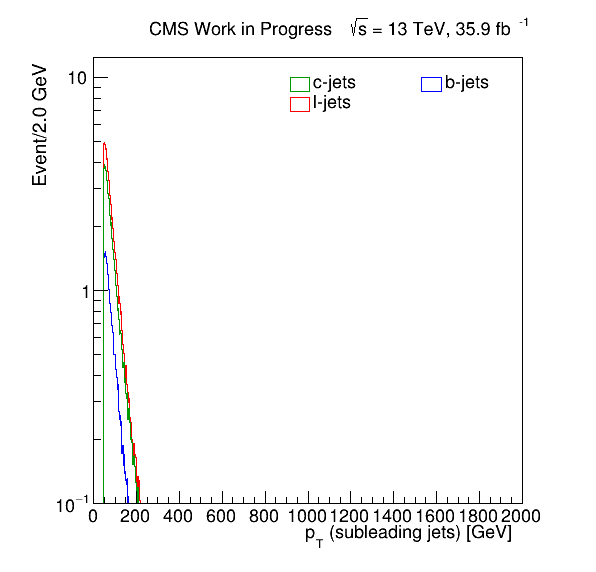 CMS Work in Progress √s = 13 TeV, 35.9 fb⁻¹
Event/2.0 GeV
c-jets b-jets
l-jets
10
1
10⁻¹
0 200 400 600 800 1000 1200 1400 1600 1800 2000
p_T (subleading jets) [GeV]